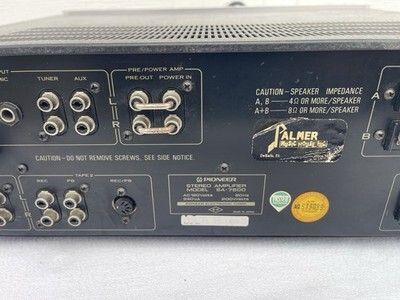 PRE/POWER AMP
TUNER AUX
PRE-OUT POWER IN
L
R
CAUTION—SPEAKER IMPEDANCE
A, B — 4Ω OR MORE/SPEAKER
A+B — 8Ω OR MORE/SPEAKER
A
B
PALMER
CAUTION—DO NOT REMOVE SCREWS. SEE SIDE NOTICE.
TAPE 2
REC PB REC/PB
PIONEER
STEREO AMPLIFIER
MODEL SA-7500